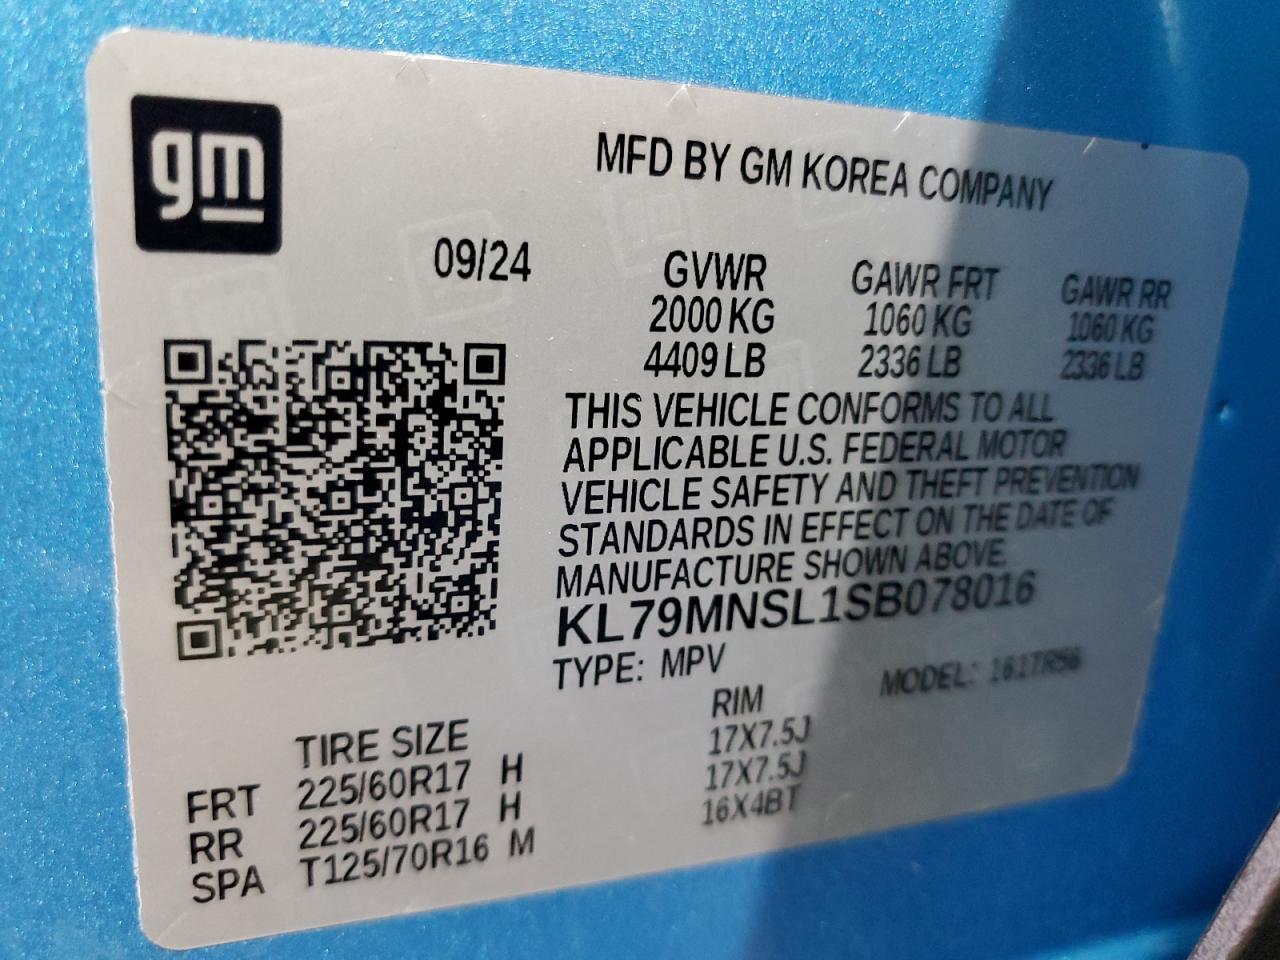 gm
MFD BY GM KOREA COMPANY
09/24 GVWR GAWR FRT GAWR RR
2000 KG 1060 KG 1060 KG
4409 LB 2336 LB 2336 LB
THIS VEHICLE CONFORMS TO ALL
APPLICABLE U.S. FEDERAL MOTOR
VEHICLE SAFETY AND THEFT PREVENTION
STANDARDS IN EFFECT ON THE DATE OF
MANUFACTURE SHOWN ABOVE.
KL79MNSL1SB078016
TYPE: MPV MODEL: 1617R56
TIRE SIZE RIM
FRT 225/60R17 H 17X7.5J
RR 225/60R17 H 17X7.5J
SPA T125/70R16 M 16X4BT